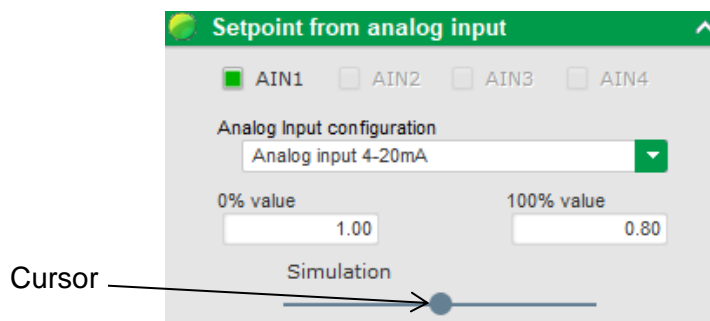 Setpoint from analog input
AIN1 AIN2 AIN3 AIN4
Analog Input configuration
Analog input 4-20mA
0% value 100% value
1.00 0.80
Simulation
Cursor